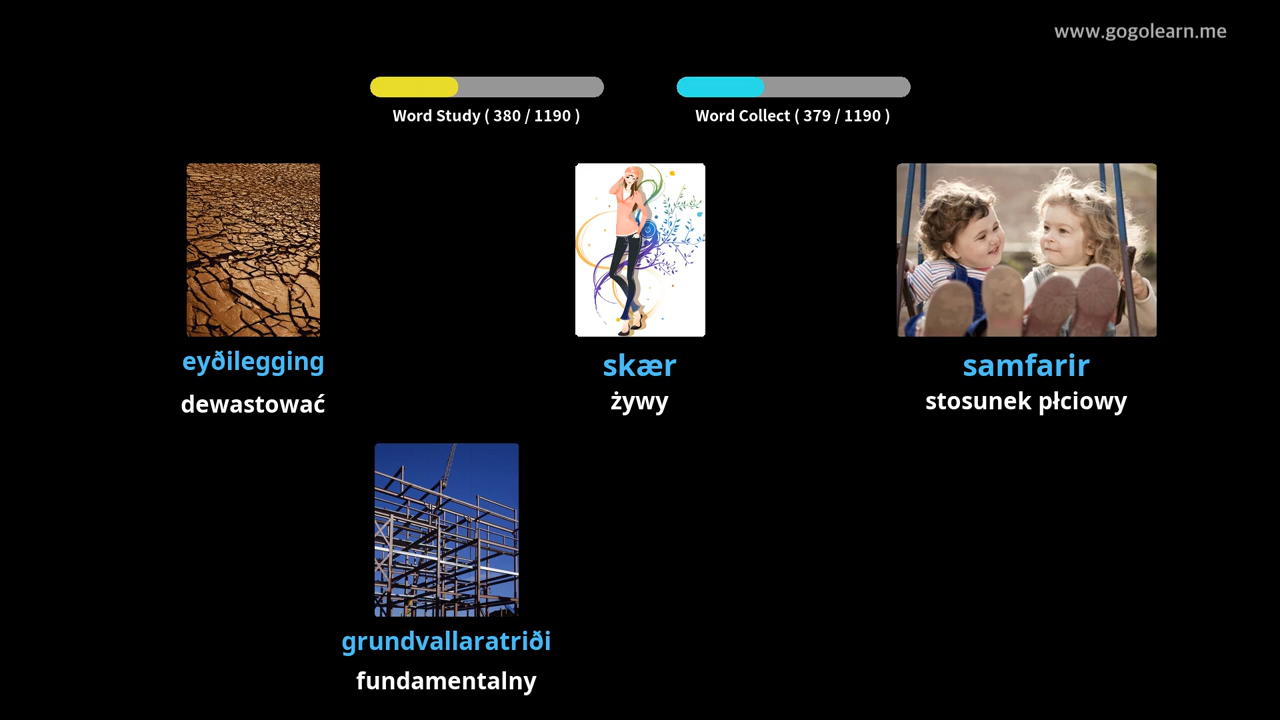 www.gogolearn.me
Word Study ( 380 / 1190 )
Word Collect ( 379 / 1190 )
eyðilegging
dewastować
skær
żywy
samfarir
stosunek płciowy
grundvallaratriði
fundamentalny